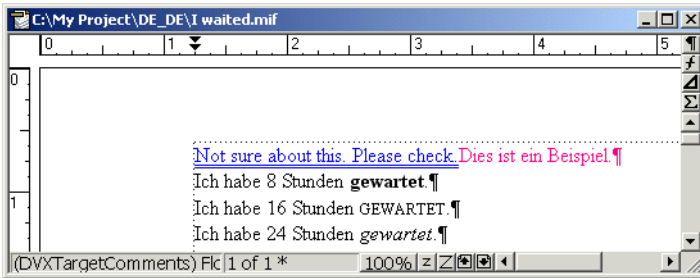 C:\My Project\DE_DE\I waited.mif
0 1 2 3 4 5 ¶
f
0
Σ
Not sure about this. Please check.Dies ist ein Beispiel.¶
Ich habe 8 Stunden gewartet.¶
1
Ich habe 16 Stunden GEWARTET.¶
Ich habe 24 Stunden gewartet.¶
(DVXTargetComments) Flo 1 of 1 * 100% z Z